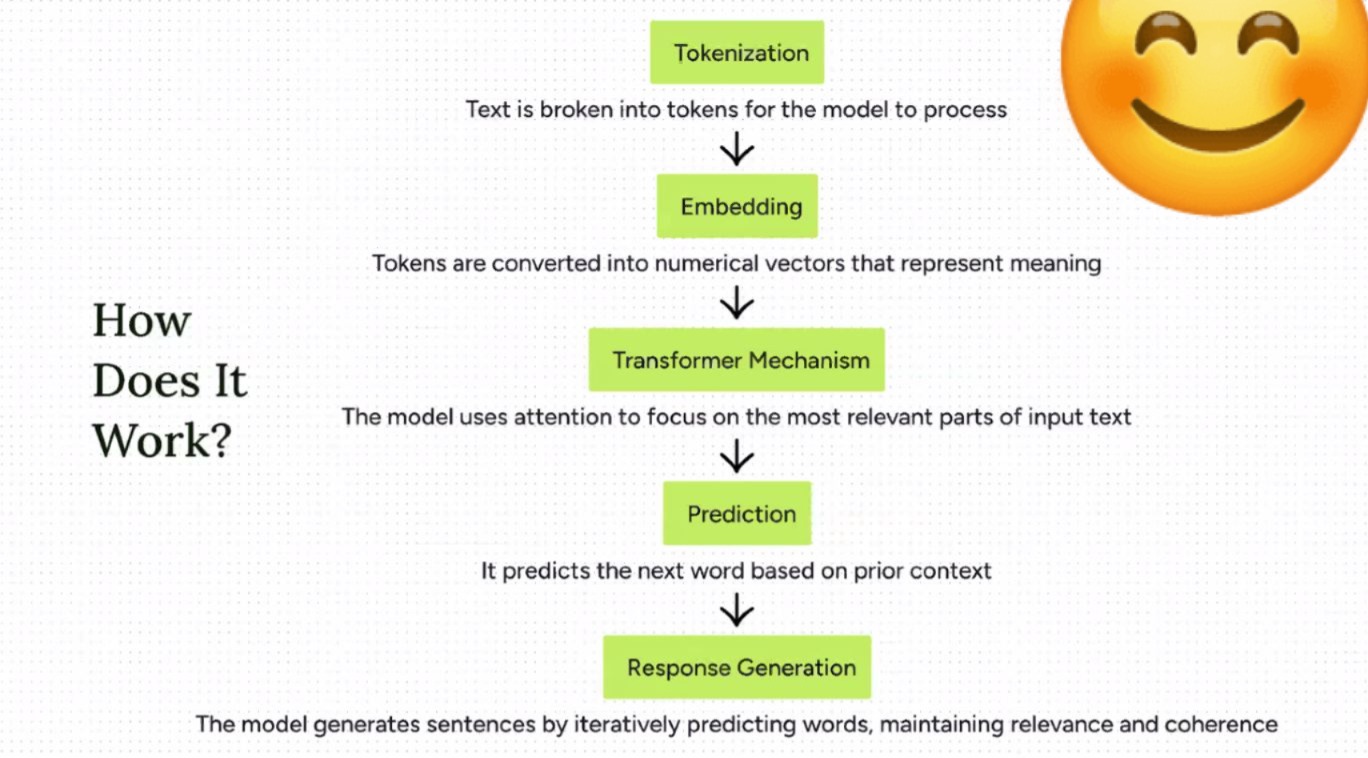 Tokenization
Text is broken into tokens for the model to process
Embedding
Tokens are converted into numerical vectors that represent meaning
How
Does It
Work?
Transformer Mechanism
The model uses attention to focus on the most relevant parts of input text
Prediction
It predicts the next word based on prior context
Response Generation
The model generates sentences by iteratively predicting words, maintaining relevance and coherence